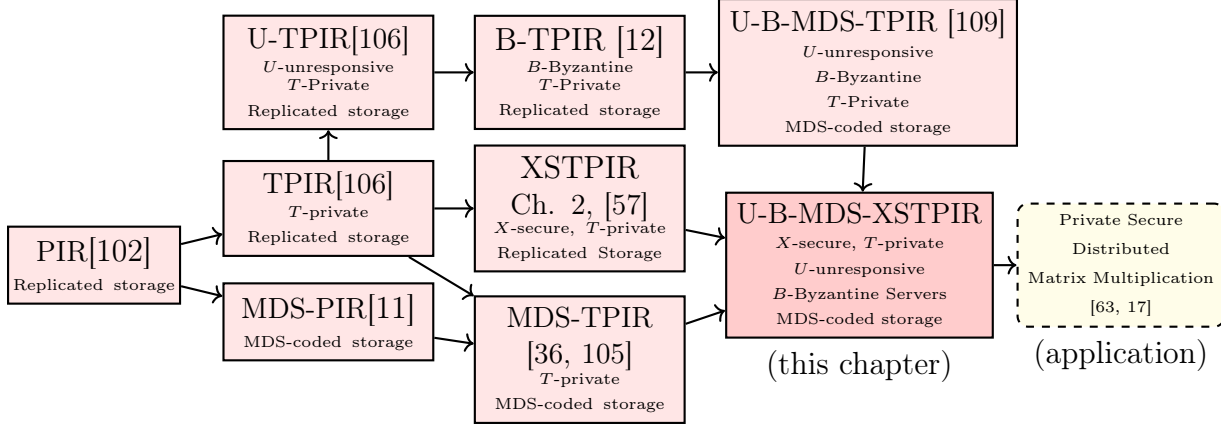 U-TPIR[106]
U-unresponsive
T-Private
Replicated storage
B-TPIR [12]
B-Byzantine
T-Private
Replicated storage
U-B-MDS-TPIR [109]
U-unresponsive
B-Byzantine
T-Private
MDS-coded storage
PIR[102]
Replicated storage
TPIR[106]
T-private
Replicated storage
MDS-PIR[11]
MDS-coded storage
XSTPIR
Ch. 2, [57]
X-secure, T-private
Replicated Storage
MDS-TPIR
[36, 105]
T-private
MDS-coded storage
U-B-MDS-XSTPIR
X-secure, T-private
U-unresponsive
B-Byzantine Servers
MDS-coded storage
(this chapter)
Private Secure
Distributed
Matrix Multiplication
[63, 17]
(application)